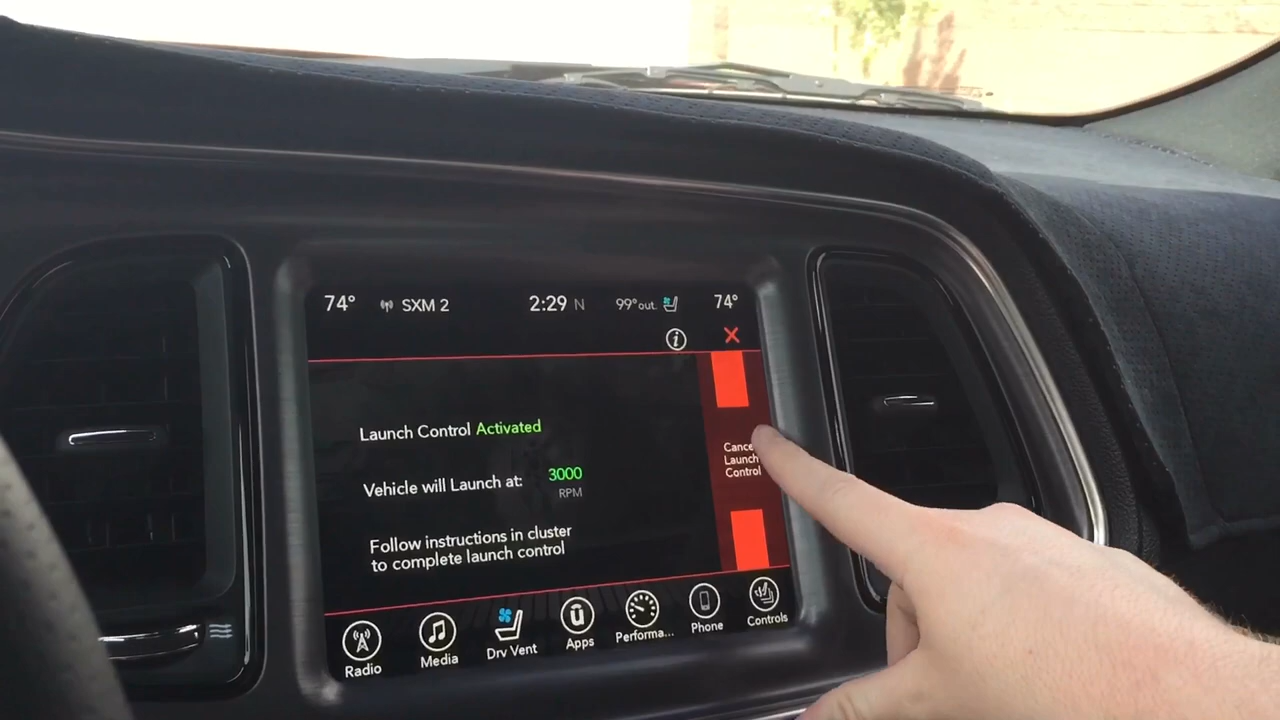 74° SXM 2 2:29 N 99°out. 74°
Launch Control Activated
Vehicle will Launch at: 3000
RPM
Follow instructions in cluster
to complete launch control
Launch
Control
Radio Media Drv Vent Apps Performa... Phone Controls